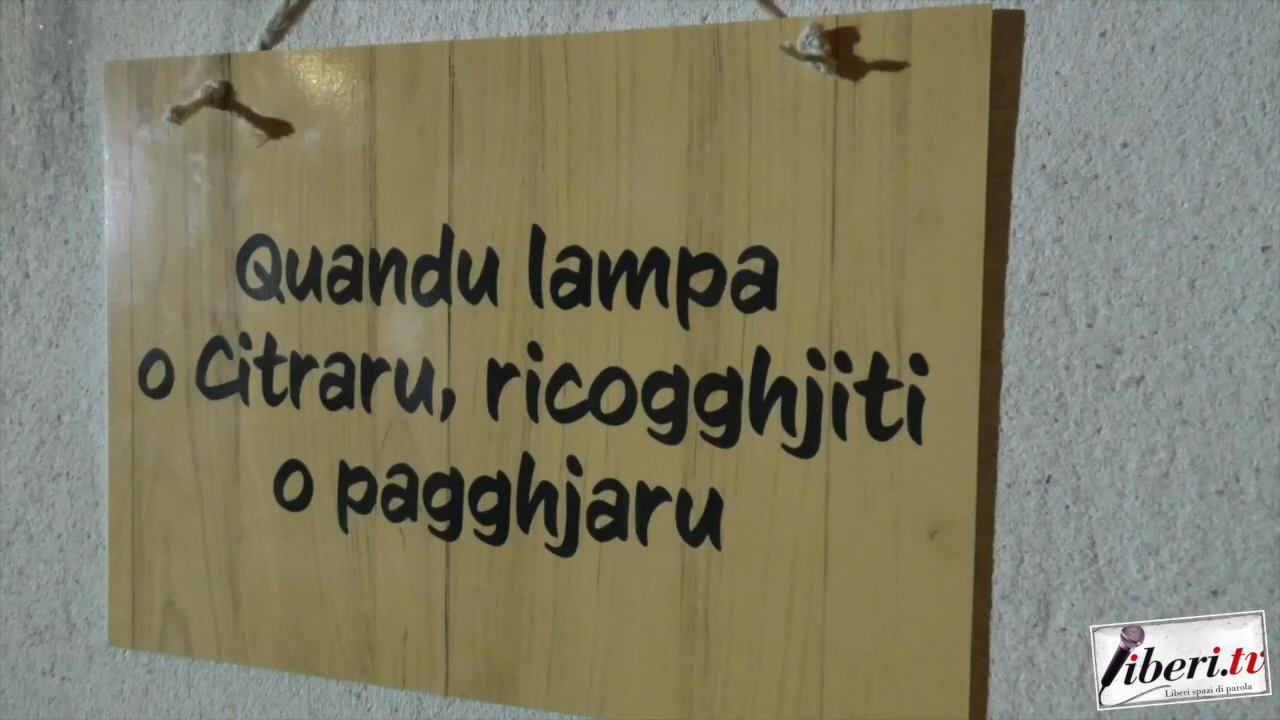 Quandu lampa
o Citraru, ricogghjiti
o pagghjaru
liberi.tv
Liberi spazi di parola